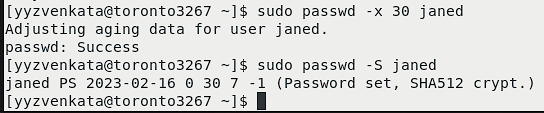 [yyzvenkata@toronto3267 ~]$ sudo passwd -x 30 janed
Adjusting aging data for user janed.
passwd: Success
[yyzvenkata@toronto3267 ~]$ sudo passwd -S janed
janed PS 2023-02-16 0 30 7 -1 (Password set, SHA512 crypt.)
[yyzvenkata@toronto3267 ~]$